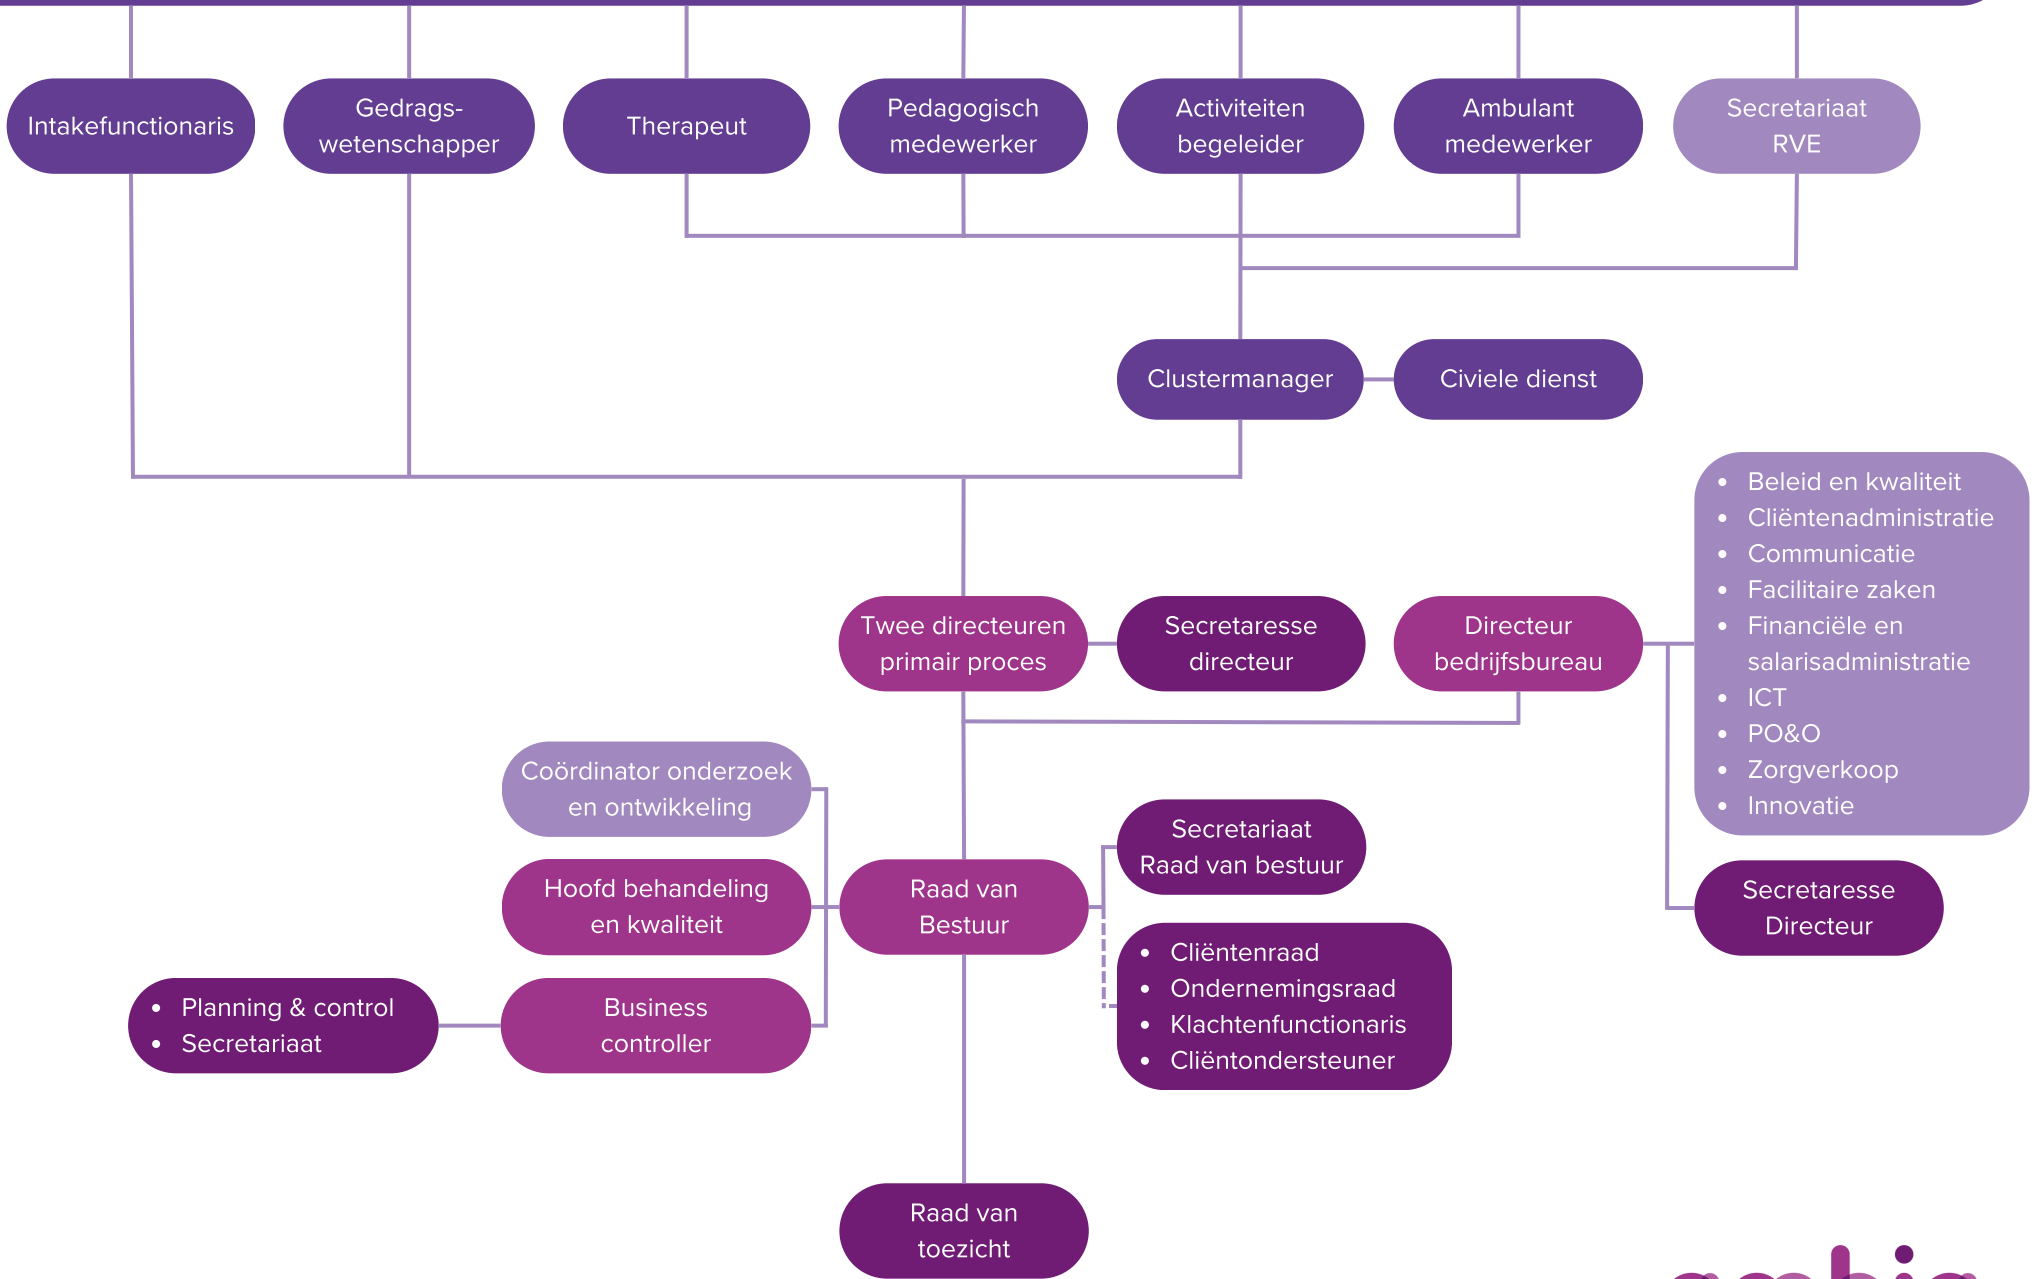 Intakefunctionaris
Gedrags-
wetenschapper
Therapeut
Pedagogisch
medewerker
Activiteiten
begeleider
Ambulant
medewerker
Secretariaat
RVE
Clustermanager
Civiele dienst
• Beleid en kwaliteit
• Cliëntenadministratie
• Communicatie
• Facilitaire zaken
• Financiële en
salarisadministratie
• ICT
• PO&O
• Zorgverkoop
• Innovatie
Twee directeuren
primair proces
Secretaresse
directeur
Directeur
bedrijfsbureau
Coördinator onderzoek
en ontwikkeling
Secretariaat
Raad van bestuur
Hoofd behandeling
en kwaliteit
Raad van
Bestuur
Secretaresse
Directeur
• Cliëntenraad
• Ondernemingsraad
• Klachtenfunctionaris
• Cliëntondersteuner
• Planning & control
• Secretariaat
Business
controller
Raad van
toezicht